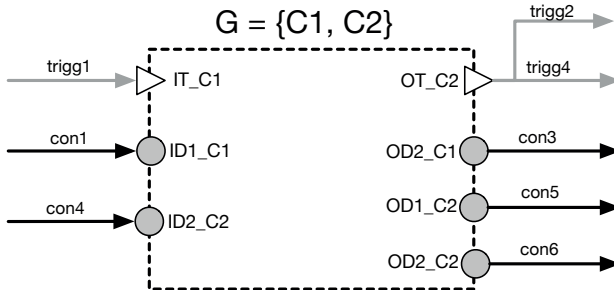 G = {C1, C2}
trigg2
trigg1
IT_C1
OT_C2
trigg4
con1
ID1_C1
OD2_C1
con3
con4
ID2_C2
OD1_C2
con5
OD2_C2
con6